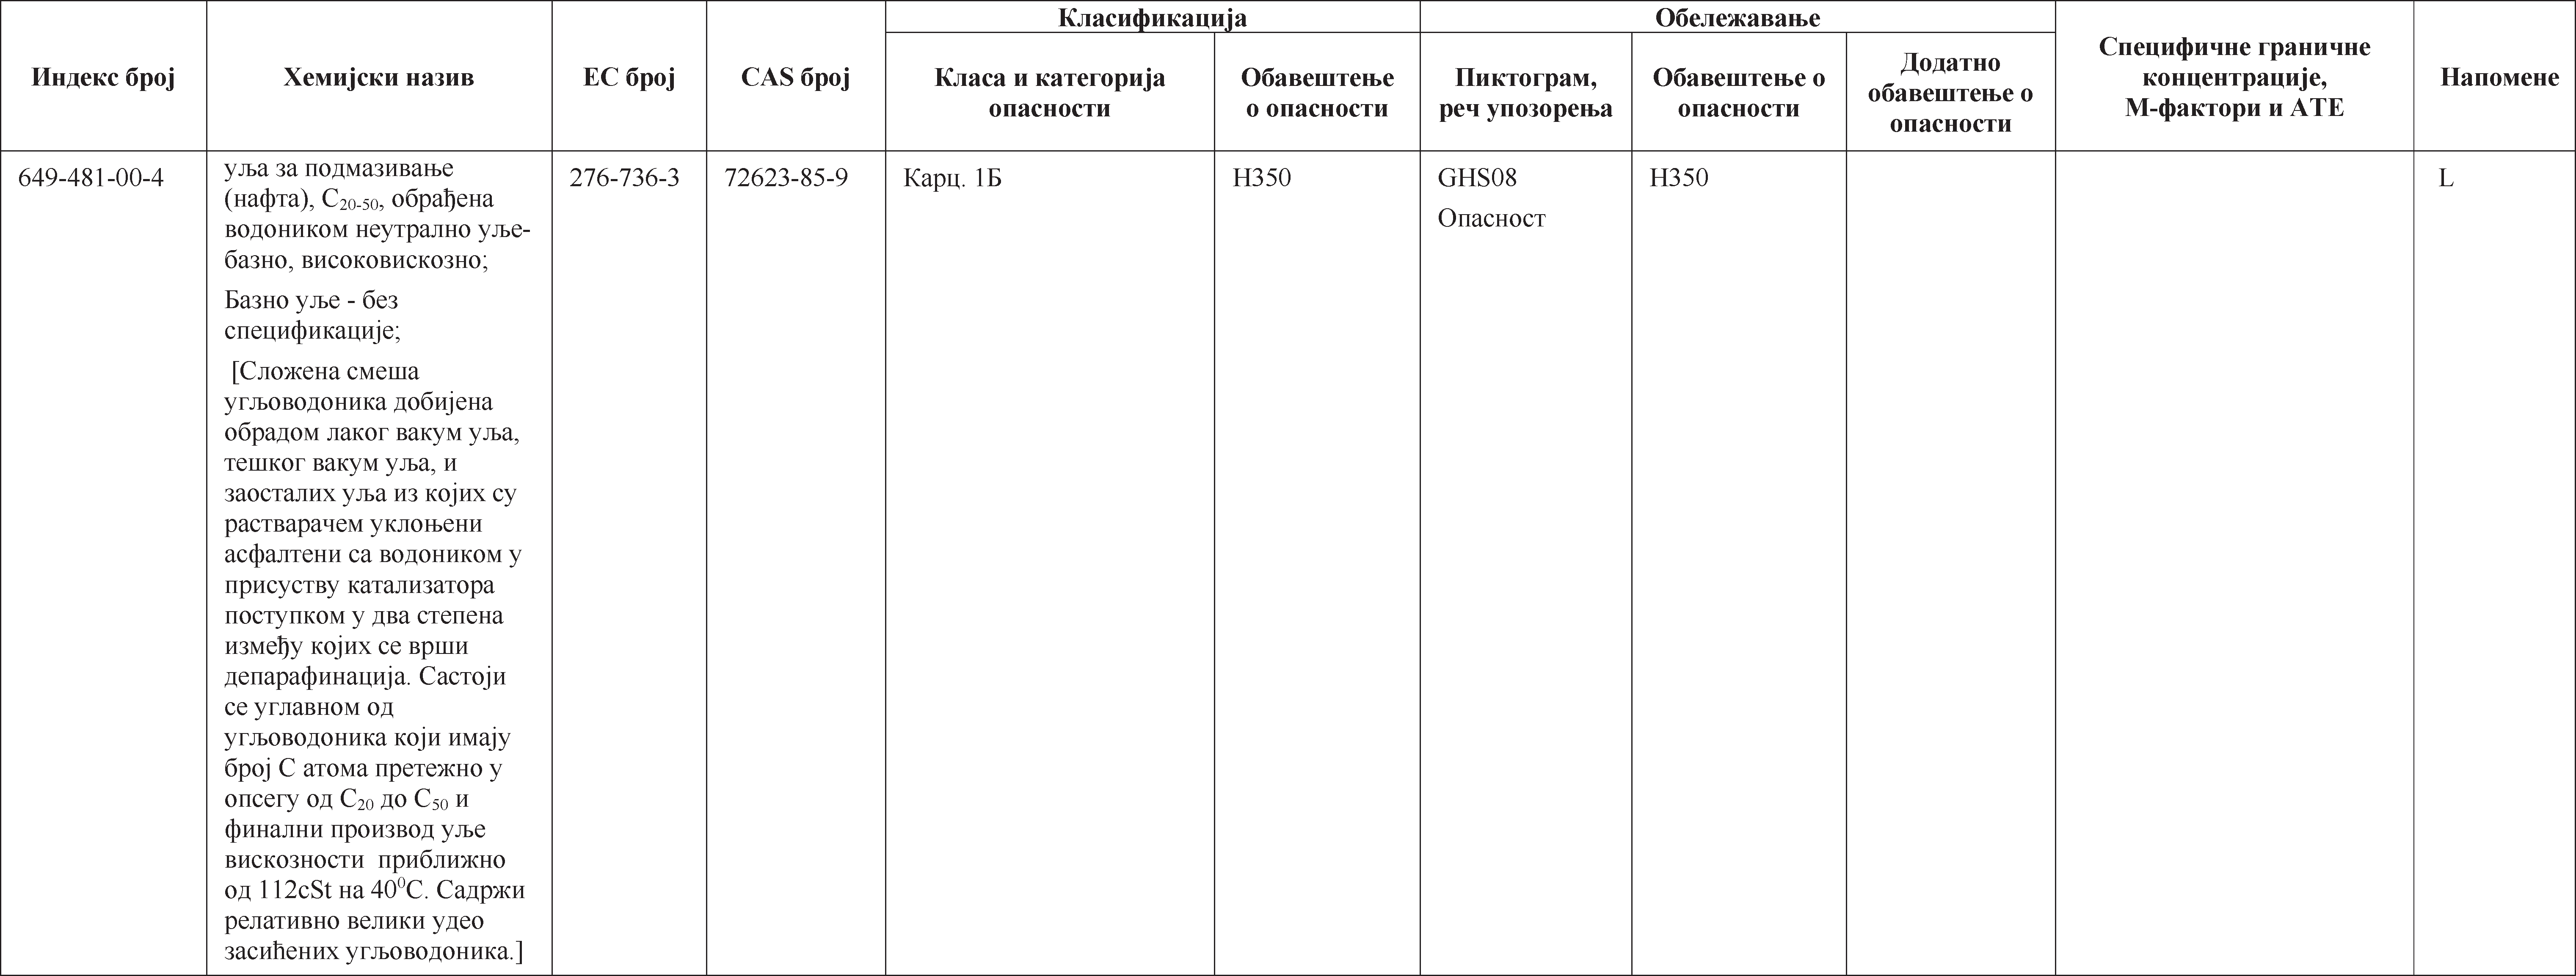 Класификација
Обележавање
Индекс број
Хемијски назив
ЕС број
CAS број
Класа и категорија
опасности
Обавештење
о опасности
Пиктограм,
реч упозорења
Обавештење о
опасности
Додатно
обавештење о
опасности
Специфичне граничне
концентрације,
М-фактори и АТЕ
Напомене
649-481-00-4
уља за подмазивање
(нафта), C20-50, обрађена
водоником неутрално уље-
базно, високовискозно;
Базно уље - без
спецификације;
[Сложена смеша
угљоводоника добијена
обрадом лаког вакум уља,
тешког вакум уља, и
заосталих уља из којих су
растварачем уклоњени
асфалтени са водоником у
присуству катализатора
поступком у два степена
између којих се врши
депарафинација. Састоји
се углавном од
угљоводоника који имају
број С атома претежно у
опсегу од C20 до C50 и
финални производ уље
вискозности приближно
од 112cSt на 40⁰C. Садржи
релативно велики удео
засићених угљоводоника.]
276-736-3
72623-85-9
Карц. 1Б
H350
GHS08
Опасност
H350
L